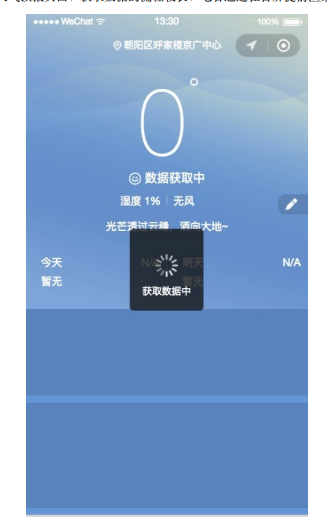 WeChat 13:30 100%
朝阳区呼家楼京广中心
0°
数据获取中
湿度 1% 无风
光芒透过云缝，洒向大地~
今天 N/A 明天 N/A
暂无 暂无
获取数据中